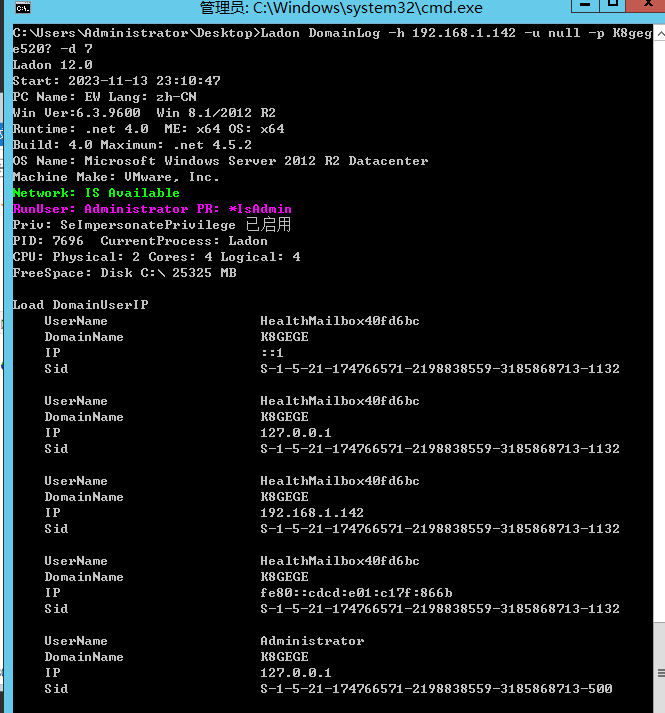 管理员: C:\Windows\system32\cmd.exe
C:\Users\Administrator\Desktop>Ladon DomainLog -h 192.168.1.142 -u null -p K8geg
e520? -d 7
Ladon 12.0
Start: 2023-11-13 23:10:47
PC Name: EW Lang: zh-CN
Win Ver:6.3.9600  Win 8.1/2012 R2
Runtime: .net 4.0  ME: x64 OS: x64
Build: 4.0 Maximum: .net 4.5.2
OS Name: Microsoft Windows Server 2012 R2 Datacenter
Machine Make: VMware, Inc.
Network: IS Available
RunUser: Administrator PR: *IsAdmin
Priv: SeImpersonatePrivilege 已启用
PID: 7696  CurrentProcess: Ladon
CPU: Physical: 2 Cores: 4 Logical: 4
FreeSpace: Disk C:\ 25325 MB
Load DomainUserIP
UserName HealthMailbox40fd6bc
DomainName K8GEGE
IP ::1
Sid S-1-5-21-174766571-2198838559-3185868713-1132
UserName HealthMailbox40fd6bc
DomainName K8GEGE
IP 127.0.0.1
Sid S-1-5-21-174766571-2198838559-3185868713-1132
UserName HealthMailbox40fd6bc
DomainName K8GEGE
IP 192.168.1.142
Sid S-1-5-21-174766571-2198838559-3185868713-1132
UserName HealthMailbox40fd6bc
DomainName K8GEGE
IP fe80::cdcd:e01:c17f:866b
Sid S-1-5-21-174766571-2198838559-3185868713-1132
UserName Administrator
DomainName K8GEGE
IP 127.0.0.1
Sid S-1-5-21-174766571-2198838559-3185868713-500